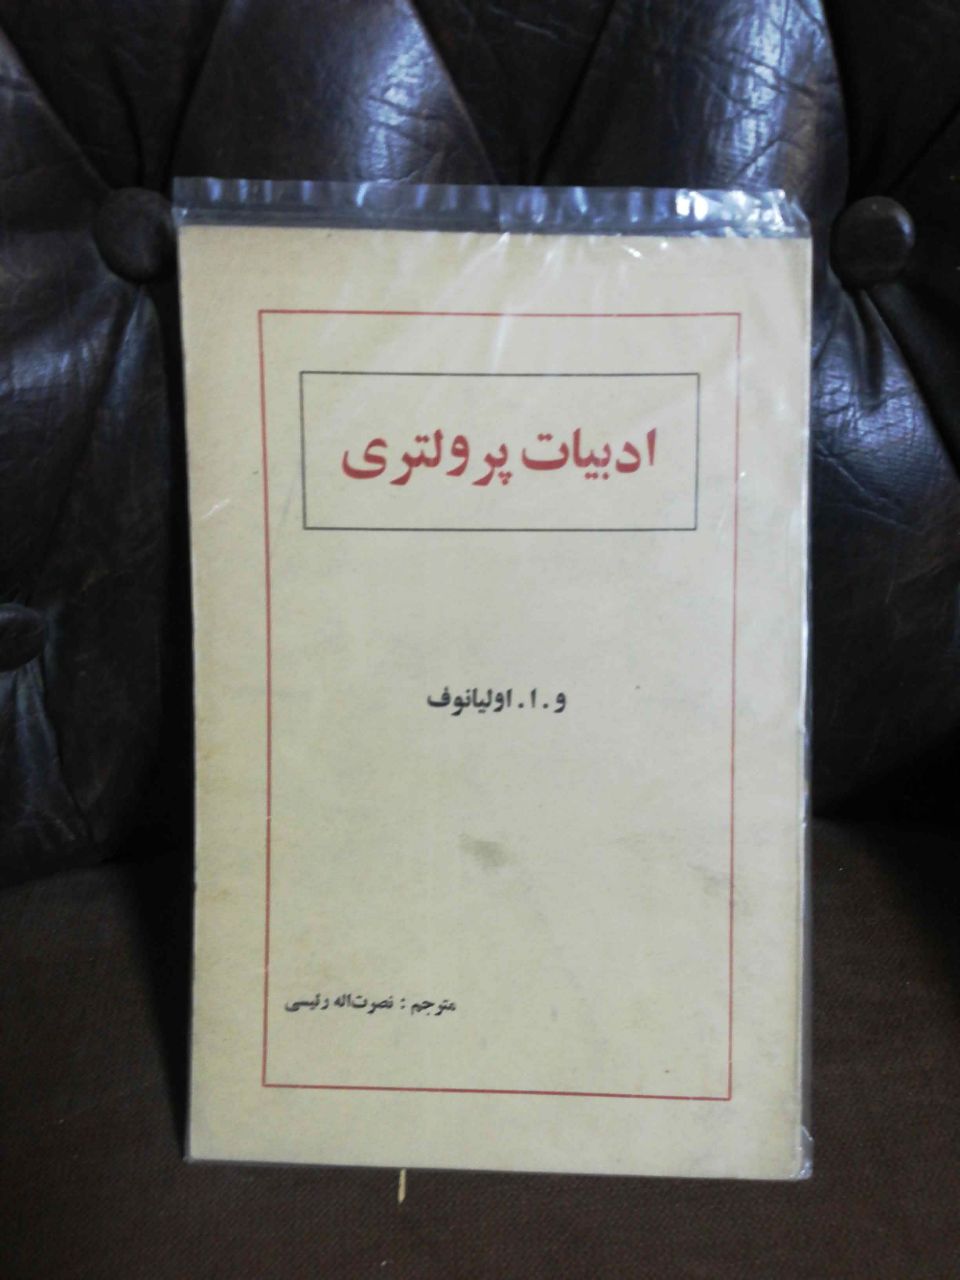 ادبیات پرولتری
و. ا. اولیانوف
مترجم : نصرت‌اله رئیسی